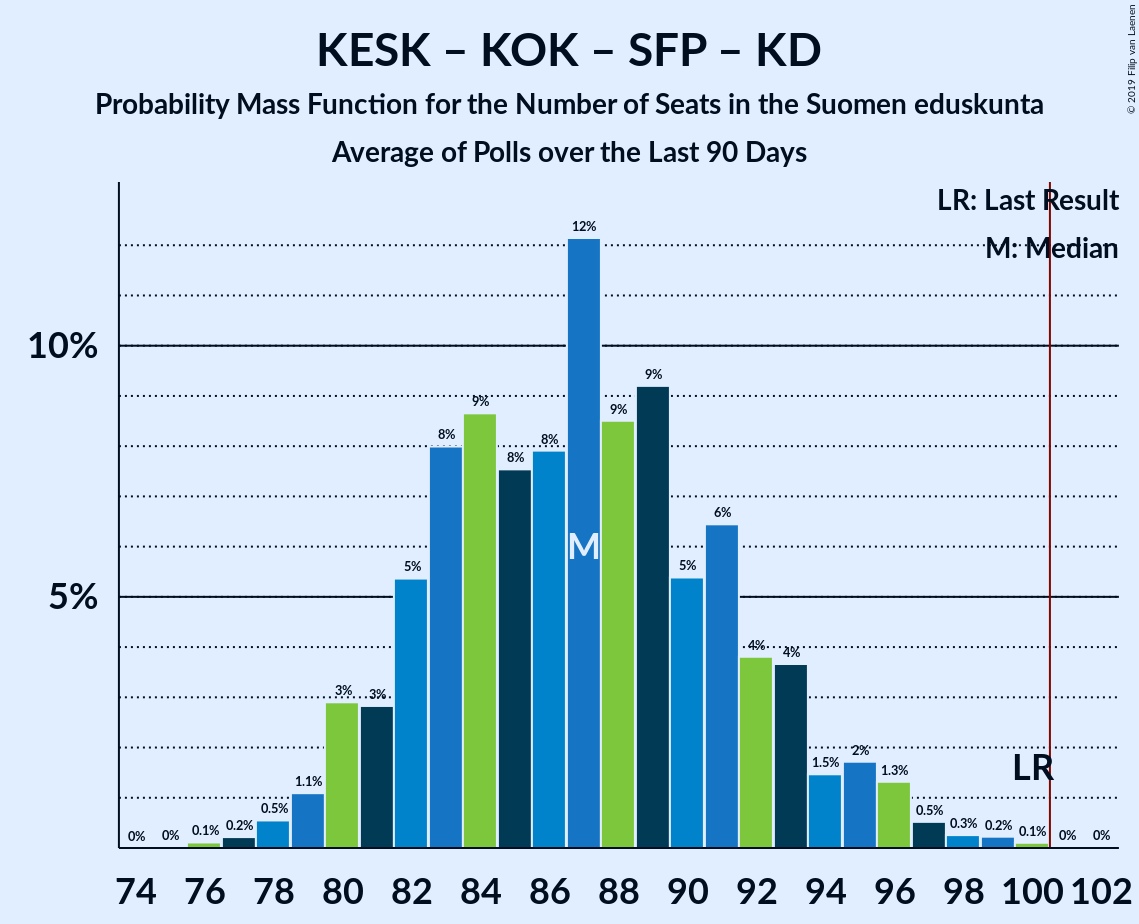 KESK – KOK – SFP – KD
Probability Mass Function for the Number of Seats in the Suomen eduskunta
Average of Polls over the Last 90 Days
© 2019 Filip van Laenen
LR: Last Result
M: Median
10%
5%
0% 0% 0.1% 0.2% 0.5% 1.1% 3% 3% 5% 8% 9% 8% 8% 12% 9% 9% 5% 6% 4% 4% 1.5% 2% 1.3% 0.5% 0.3% 0.2% 0.1% 0% 0%
M
LR
74 76 78 80 82 84 86 88 90 92 94 96 98 100 102